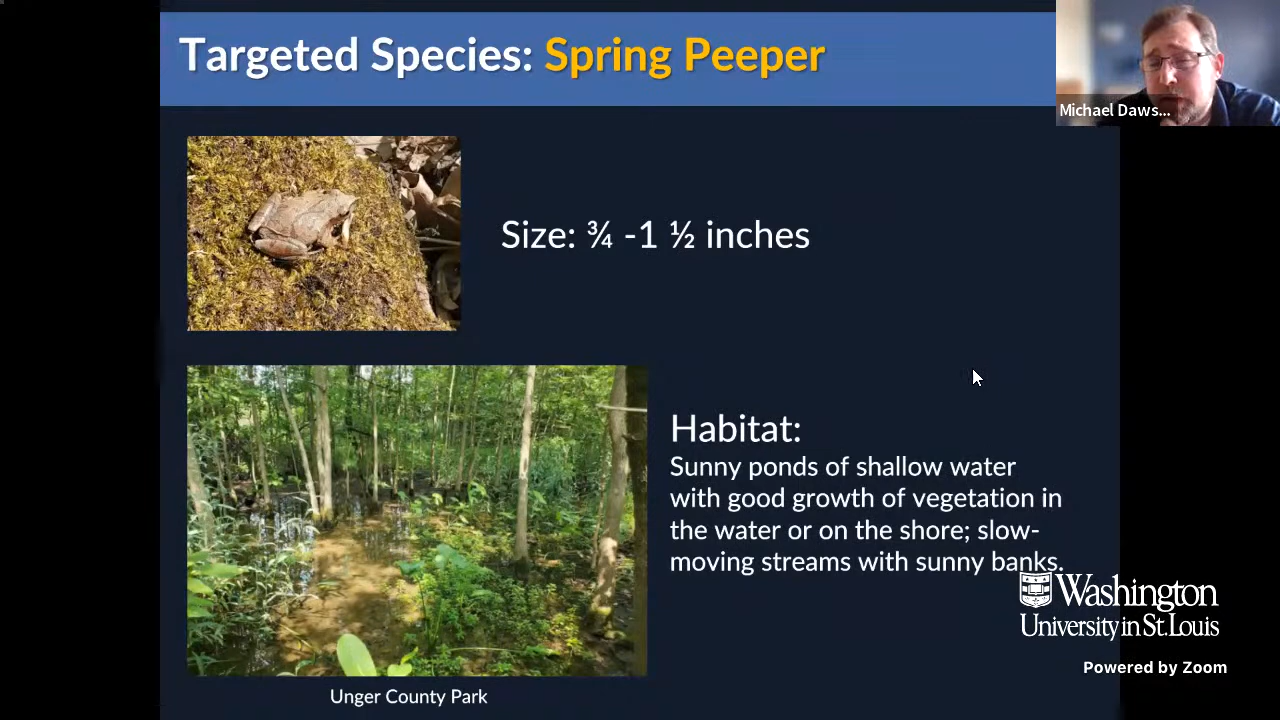 Targeted Species: Spring Peeper
Michael Daws...
Size: ¾ -1 ½ inches
Habitat:
Sunny ponds of shallow water
with good growth of vegetation in
the water or on the shore; slow-
moving streams with sunny banks.
Washington
University in St. Louis
Powered by Zoom
Unger County Park